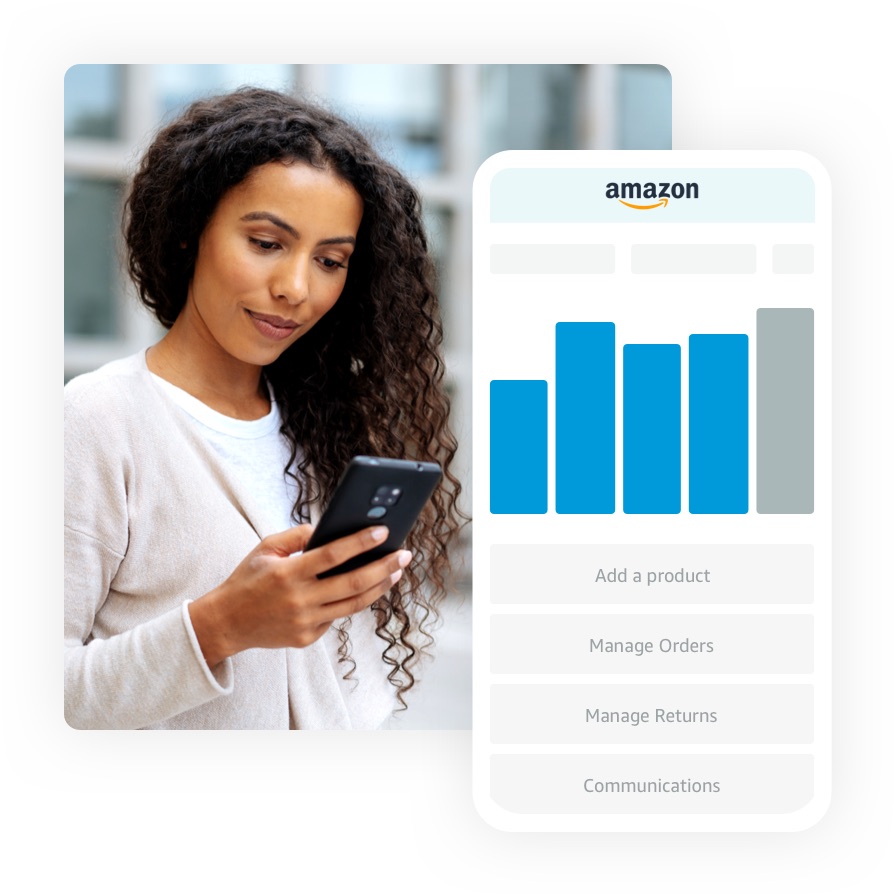 amazon
Add a product
Manage Orders
Manage Returns
Communications